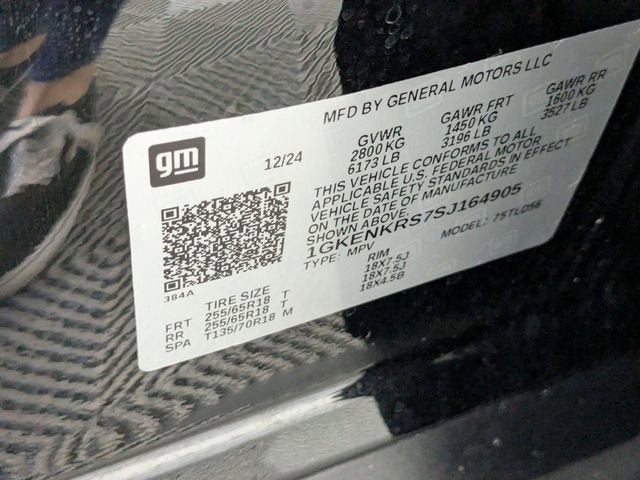 MFD BY GENERAL MOTORS LLC
gm
12/24
GVWR GAWR FRT GAWR RR
2800 KG 1450 KG 1600 KG
6173 LB 3196 LB 3527 LB
THIS VEHICLE CONFORMS TO ALL
APPLICABLE U.S. FEDERAL MOTOR
VEHICLE SAFETY STANDARDS IN EFFECT
ON THE DATE OF MANUFACTURE
SHOWN ABOVE.
1GKENKRS7SJ164905
TYPE: MPV MODEL: 7STLD56
384A
TIRE SIZE RIM
FRT 255/65R18 T 18X7.5J
RR 255/65R18 T 18X7.5J
SPA T135/70R18 M 18X4.5B